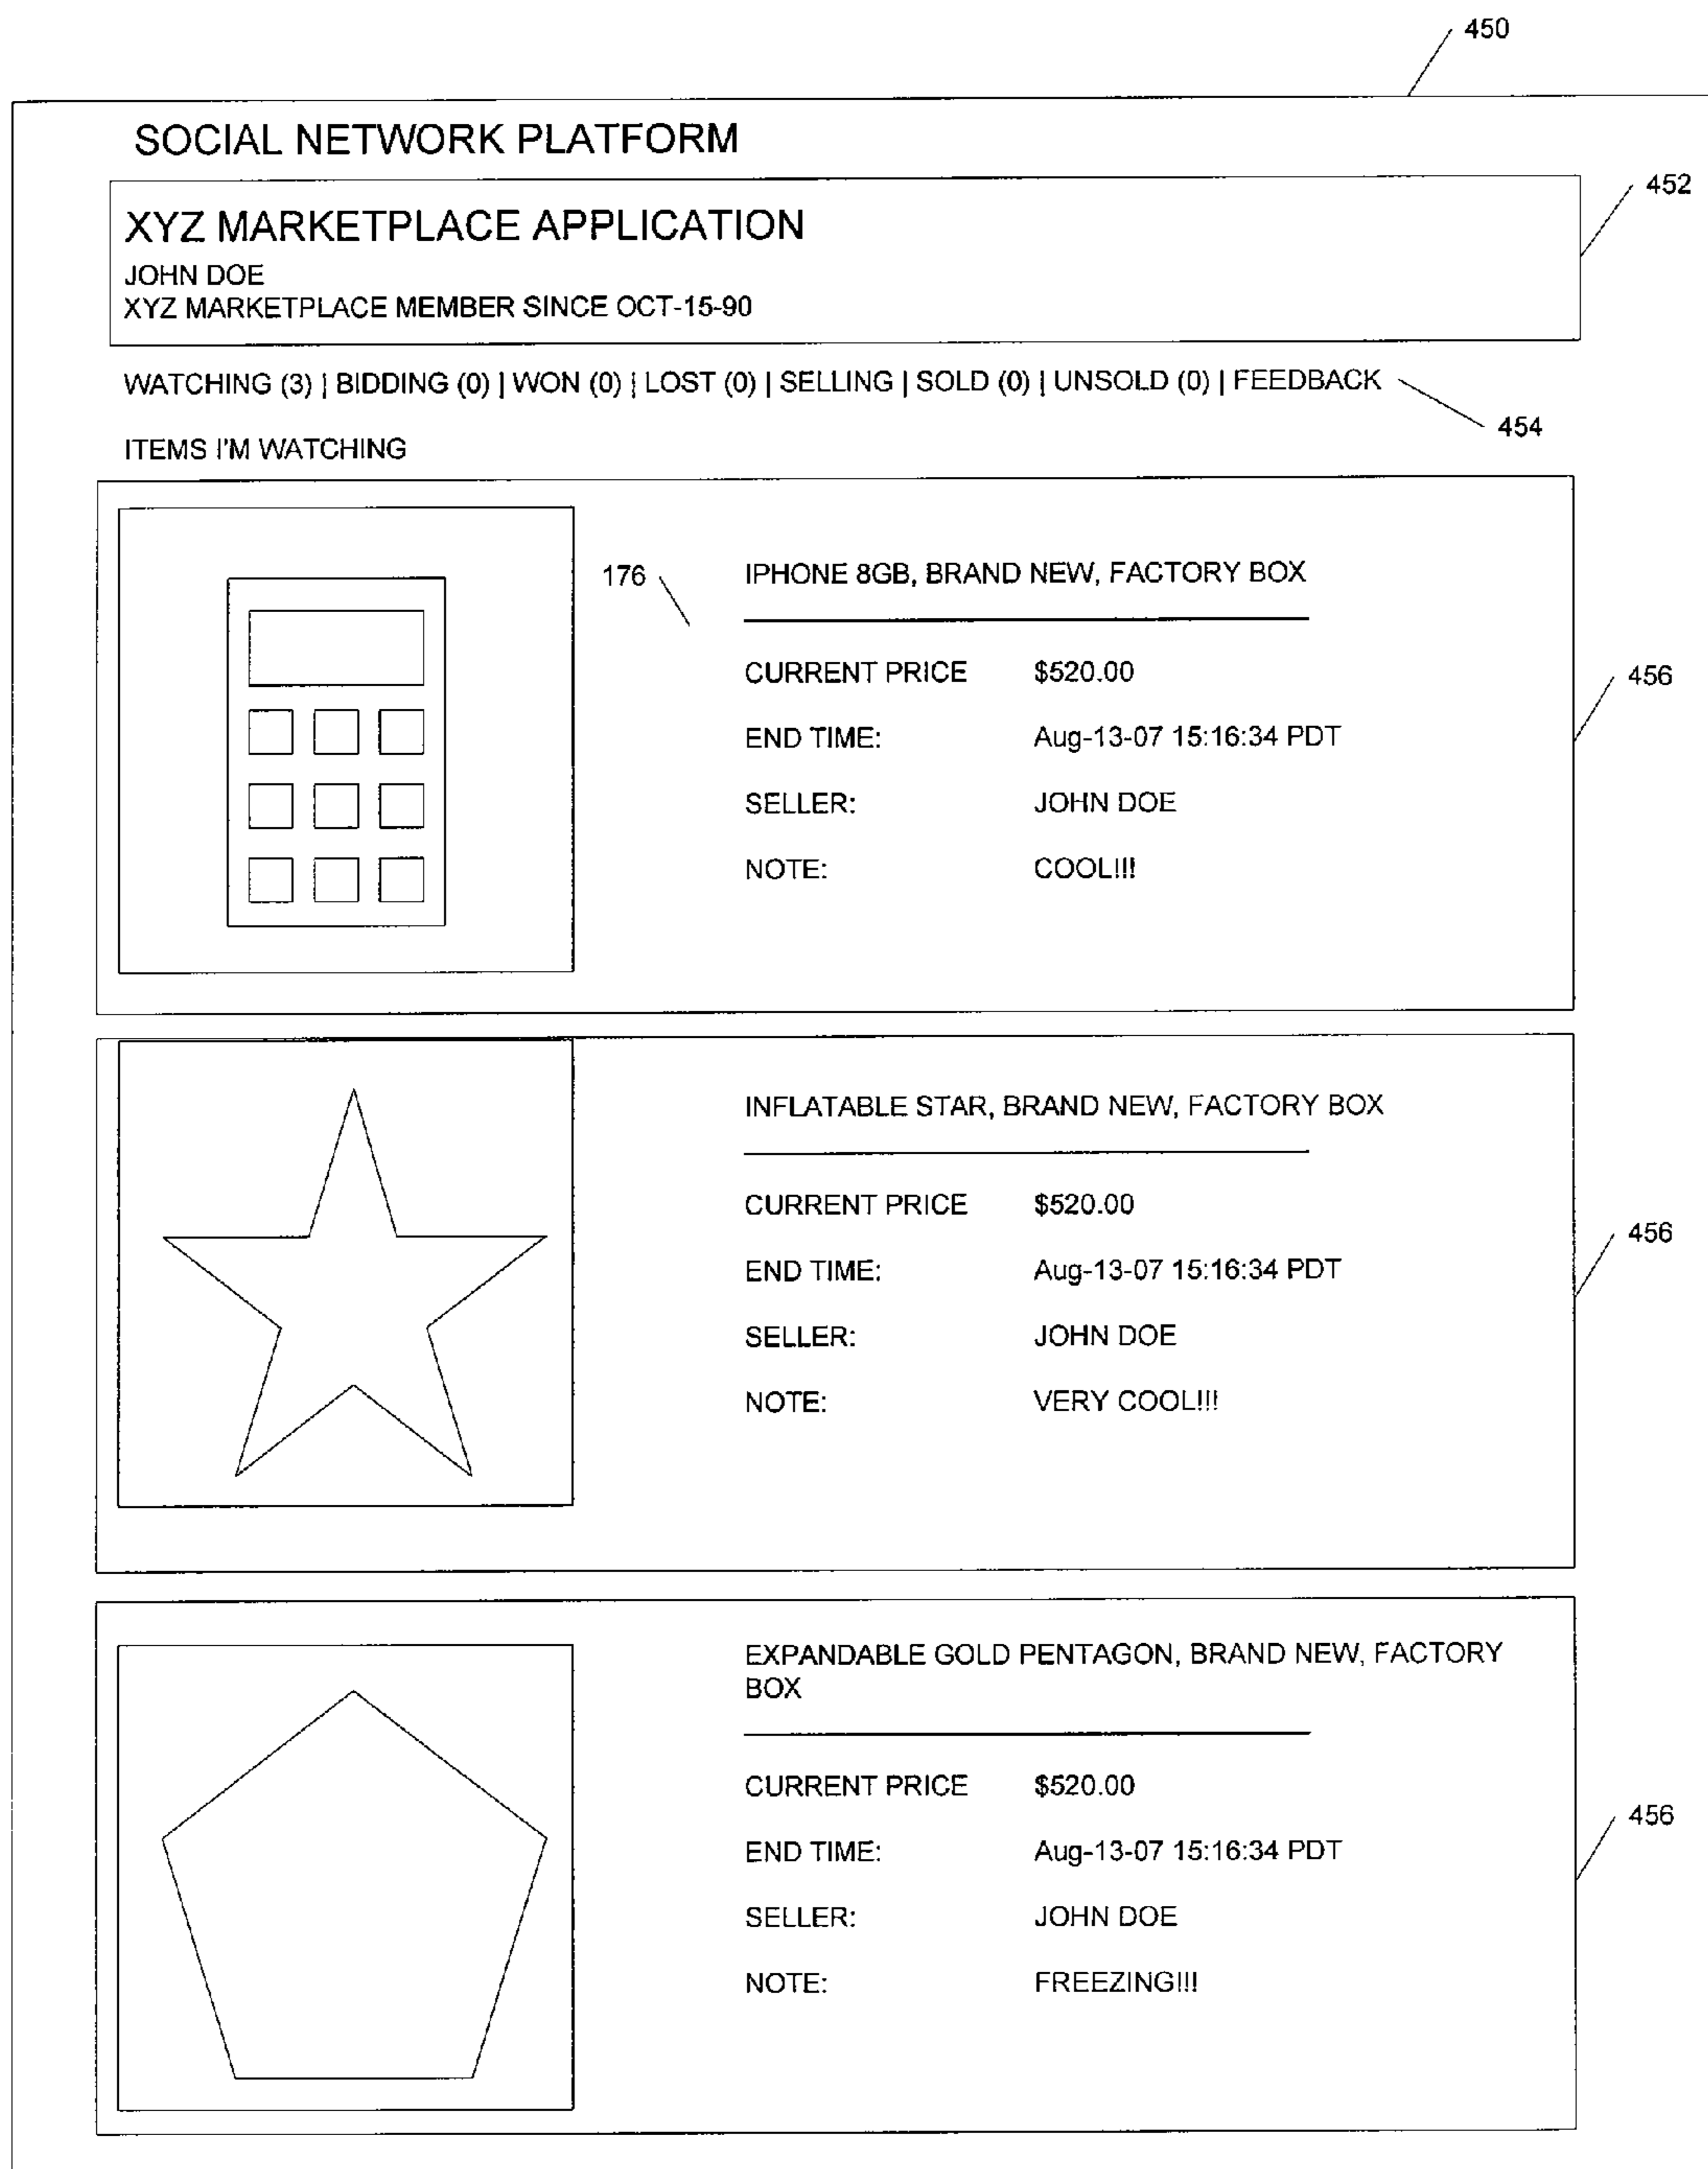 450
SOCIAL NETWORK PLATFORM
452
XYZ MARKETPLACE APPLICATION
JOHN DOE
XYZ MARKETPLACE MEMBER SINCE OCT-15-90
WATCHING (3) | BIDDING (0) | WON (0) | LOST (0) | SELLING | SOLD (0) | UNSOLD (0) | FEEDBACK
454
ITEMS I'M WATCHING
176
IPHONE 8GB, BRAND NEW, FACTORY BOX
CURRENT PRICE $520.00
456
END TIME: Aug-13-07 15:16:34 PDT
SELLER: JOHN DOE
NOTE: COOL!!!
INFLATABLE STAR, BRAND NEW, FACTORY BOX
CURRENT PRICE $520.00
456
END TIME: Aug-13-07 15:16:34 PDT
SELLER: JOHN DOE
NOTE: VERY COOL!!!
EXPANDABLE GOLD PENTAGON, BRAND NEW, FACTORY
BOX
CURRENT PRICE $520.00
456
END TIME: Aug-13-07 15:16:34 PDT
SELLER: JOHN DOE
NOTE: FREEZING!!!